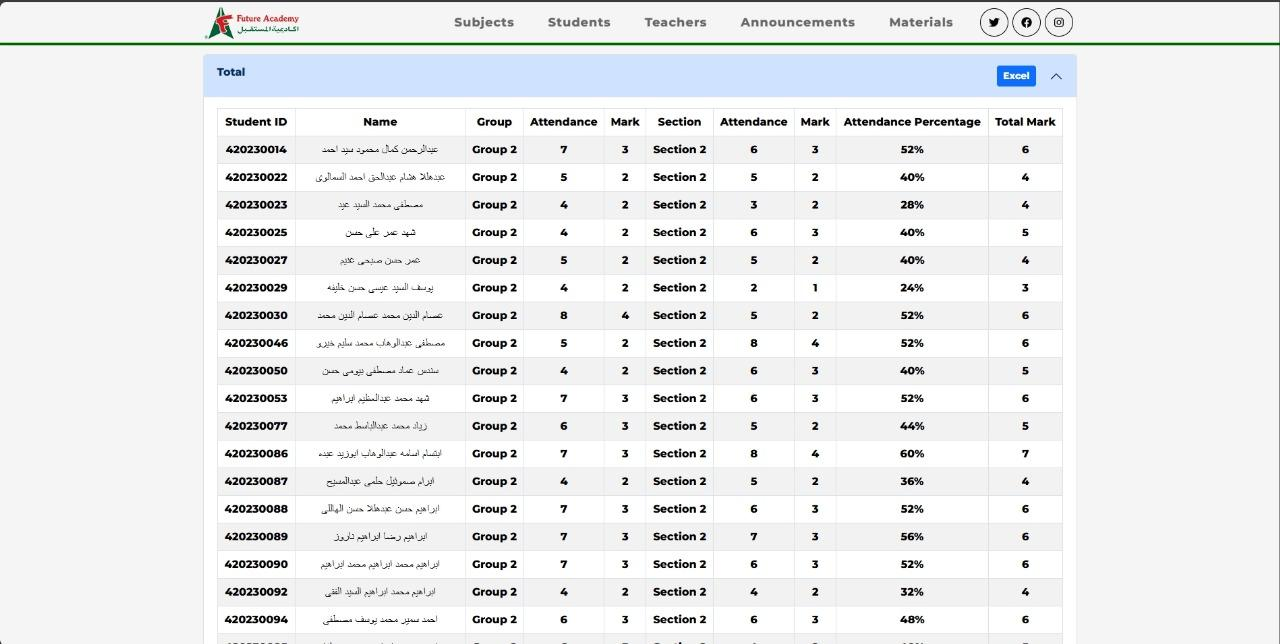 Future Academy
اكاديمية المستقبل
Subjects Students Teachers Announcements Materials
Total Excel
Student ID Name Group Attendance Mark Section Attendance Mark Attendance Percentage Total Mark
420230014 عبدالرحمن كمال محمود سيد احمد Group 2 7 3 Section 2 6 3 52% 6
420230022 عبدهللا هشام عبدالحق احمد السمالوى Group 2 5 2 Section 2 5 2 40% 4
420230023 مصطفى محمد السيد عيد Group 2 4 2 Section 2 3 2 28% 4
420230025 شهد عمر على حسن Group 2 4 2 Section 2 6 3 40% 5
420230027 عمر حسن صبحى غنيم Group 2 5 2 Section 2 5 2 40% 4
420230029 يوسف السيد عيسى حسن خليفه Group 2 4 2 Section 2 2 1 24% 3
420230030 عصام الدين محمد عصام الدين محمد Group 2 8 4 Section 2 5 2 52% 6
420230046 مصطفى عبدالوهاب محمد سليم خيرو Group 2 5 2 Section 2 8 4 52% 6
420230050 سندس عماد مصطفى بيومى حسن Group 2 4 2 Section 2 6 3 40% 5
420230053 شهد محمد عبدالمظيم ابراهيم Group 2 7 3 Section 2 6 3 52% 6
420230077 زياد محمد عبدالباسط محمد Group 2 6 3 Section 2 5 2 44% 5
420230086 ابتسام اسامه عبدالوهاب ابوزيد عبده Group 2 7 3 Section 2 8 4 60% 7
420230087 ابرام صموئيل حلمى عبدالمسيح Group 2 4 2 Section 2 5 2 36% 4
420230088 ابراهيم حسن عبدهللا حسن الهاللى Group 2 7 3 Section 2 6 3 52% 6
420230089 ابراهيم رضا ابراهيم داروز Group 2 7 3 Section 2 7 3 56% 6
420230090 ابراهيم محمد ابراهيم محمد ابراهيم Group 2 7 3 Section 2 6 3 52% 6
420230092 ابراهيم محمد ابراهيم السيد الفقى Group 2 4 2 Section 2 4 2 32% 4
420230094 احمد سمير محمد يوسف مصطفى Group 2 6 3 Section 2 6 3 48% 6